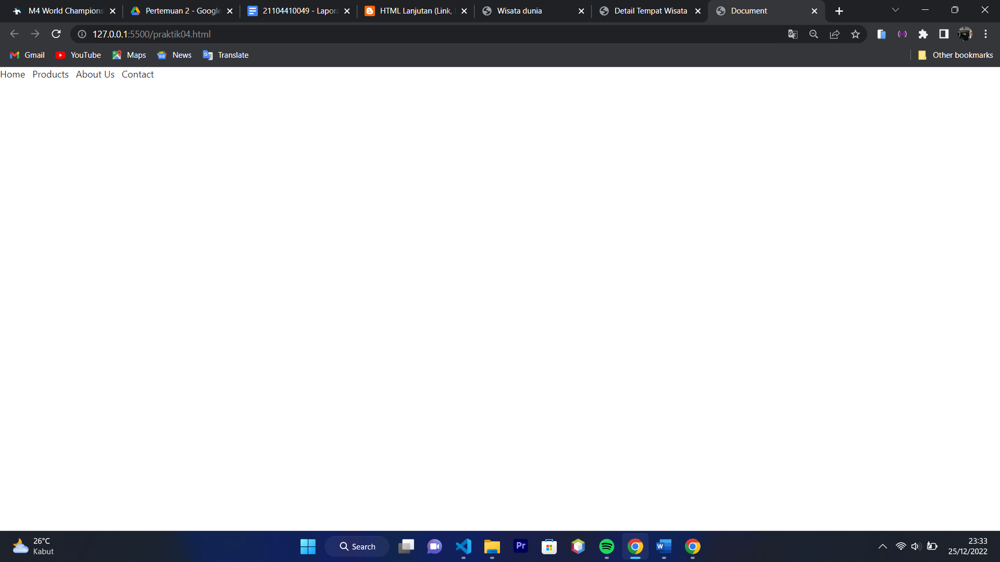 M4 World Champions
Pertemuan 2 - Google
21104410049 - Lapora
HTML Lanjutan (Link,
Wisata dunia
Detail Tempat Wisata
Document
127.0.0.1:5500/praktik04.html
Gmail
YouTube
Maps
News
Translate
Other bookmarks
Home Products About Us Contact
26°C
Kabut
Search
Pr
W
23:33
25/12/2022